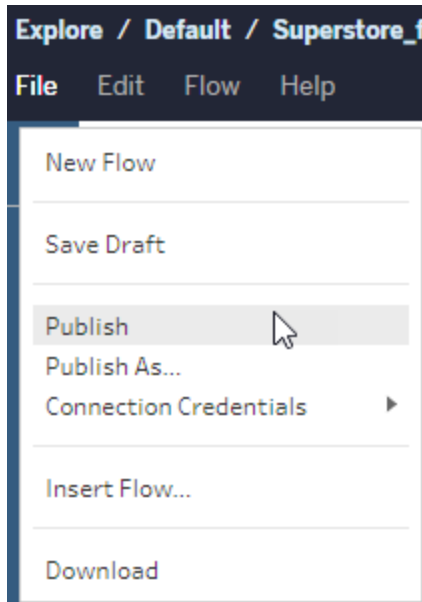 Explore / Default / Superstore_f
File Edit Flow Help
New Flow
Save Draft
Publish
Publish As...
Connection Credentials
Insert Flow...
Download